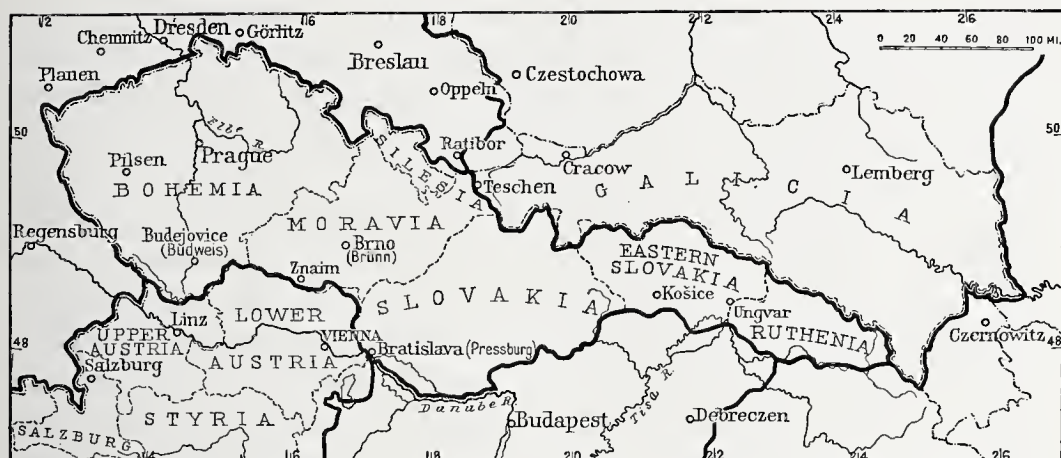 12
Dresden
Görlitz
16
18
20
22
24
26
Chemnitz
Breslau
0 20 40 60 80 100 MI.
Planen
Czestochowa
Oppeln
Elbe R.
50
50
Ratibor
Prague
Pilsen
SILESIA
Cracow
Lemberg
Teschen
BOHEMIA
GALICIA
MORAVIA
Regensburg
Budejovice
(Budweis)
Brno
(Brünn)
EASTERN
SLOVAKIA
Znaim
SLOVAKIA
Košice
Ungvar
Linz
LOWER
UPPER
AUSTRIA
RUTHENIA
VIENNA
Czernowitz
48
48
AUSTRIA
Bratislava (Pressburg)
Salzburg
Danube R.
Tisa R.
STYRIA
Budapest
Debreczen
SALZBURG
14
16
18
20
22
24
26